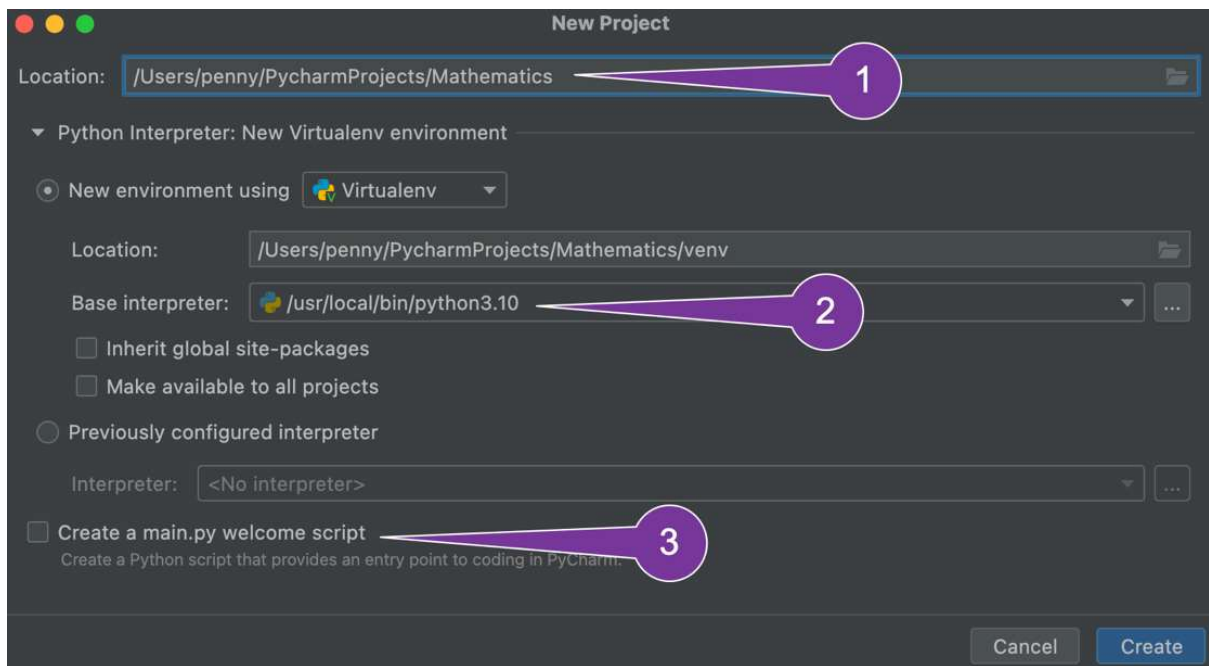 New Project
Location: /Users/penny/PycharmProjects/Mathematics 1
Python Interpreter: New Virtualenv environment
New environment using Virtualenv
Location: /Users/penny/PycharmProjects/Mathematics/venv
Base interpreter: /usr/local/bin/python3.10 2 ...
Inherit global site-packages
Make available to all projects
Previously configured interpreter
Interpreter: <No interpreter> ...
Create a main.py welcome script 3
Create a Python script that provides an entry point to coding in PyCharm.
Cancel Create